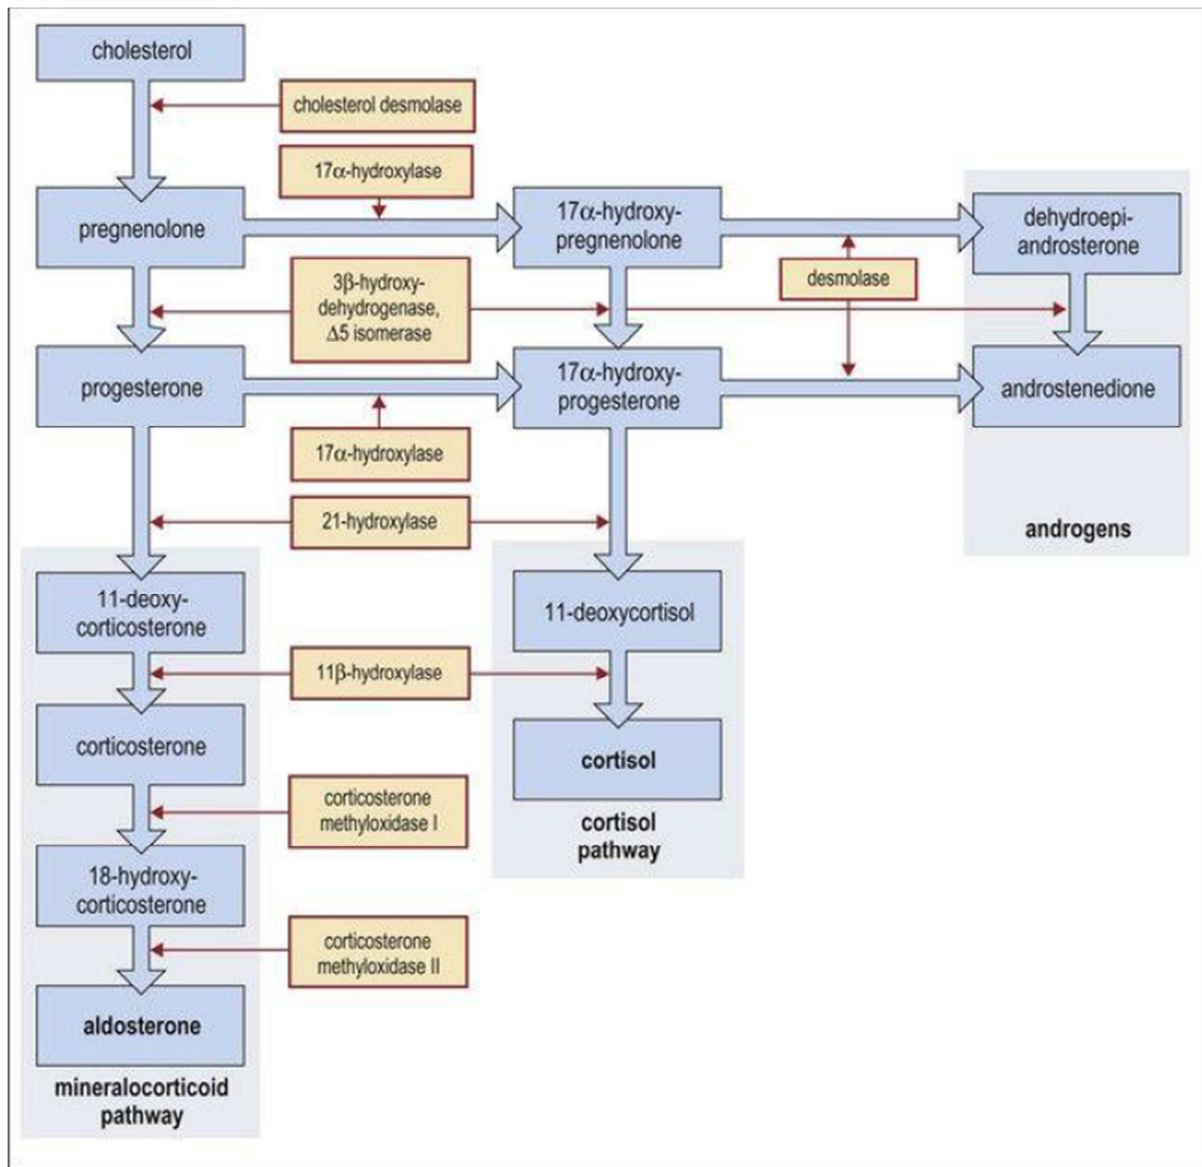 cholesterol
cholesterol desmolase
17α-hydroxylase
pregnenolone
17α-hydroxy-
pregnenolone
dehydroepi-
androsterone
3β-hydroxy-
dehydrogenase,
Δ5 isomerase
desmolase
progesterone
17α-hydroxy-
progesterone
androstenedione
17α-hydroxylase
21-hydroxylase
androgens
11-deoxy-
corticosterone
11-deoxycortisol
11β-hydroxylase
corticosterone
cortisol
corticosterone
methyloxidase I
cortisol
pathway
18-hydroxy-
corticosterone
corticosterone
methyloxidase II
aldosterone
mineralocorticoid
pathway